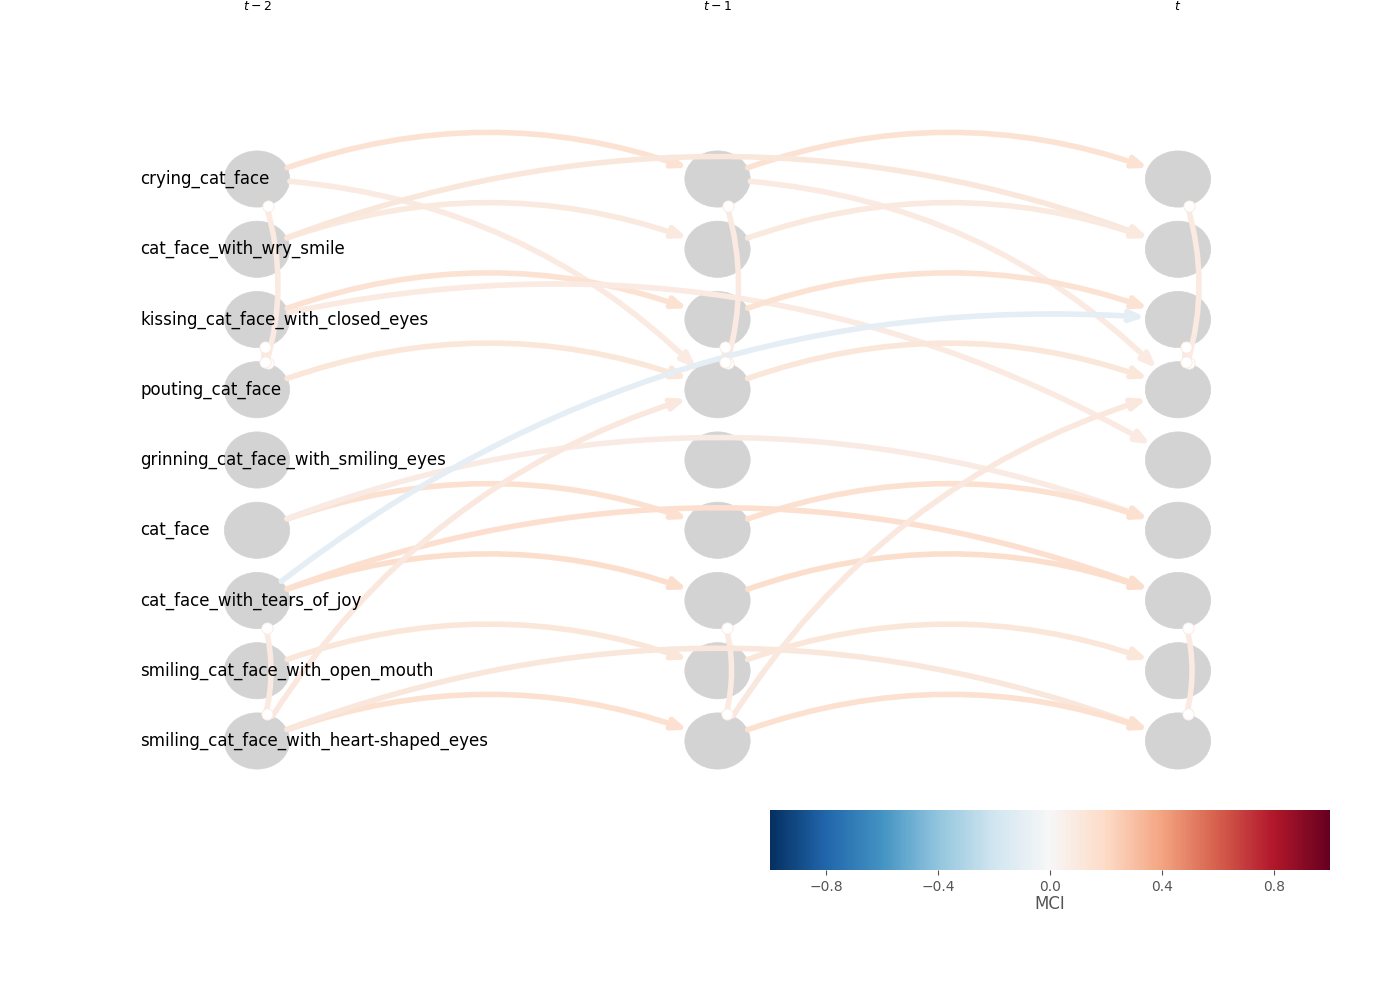 t − 2 t − 1 t
crying_cat_face
cat_face_with_wry_smile
kissing_cat_face_with_closed_eyes
pouting_cat_face
grinning_cat_face_with_smiling_eyes
cat_face
cat_face_with_tears_of_joy
smiling_cat_face_with_open_mouth
smiling_cat_face_with_heart-shaped_eyes
−0.8 −0.4 0.0 0.4 0.8
MCI